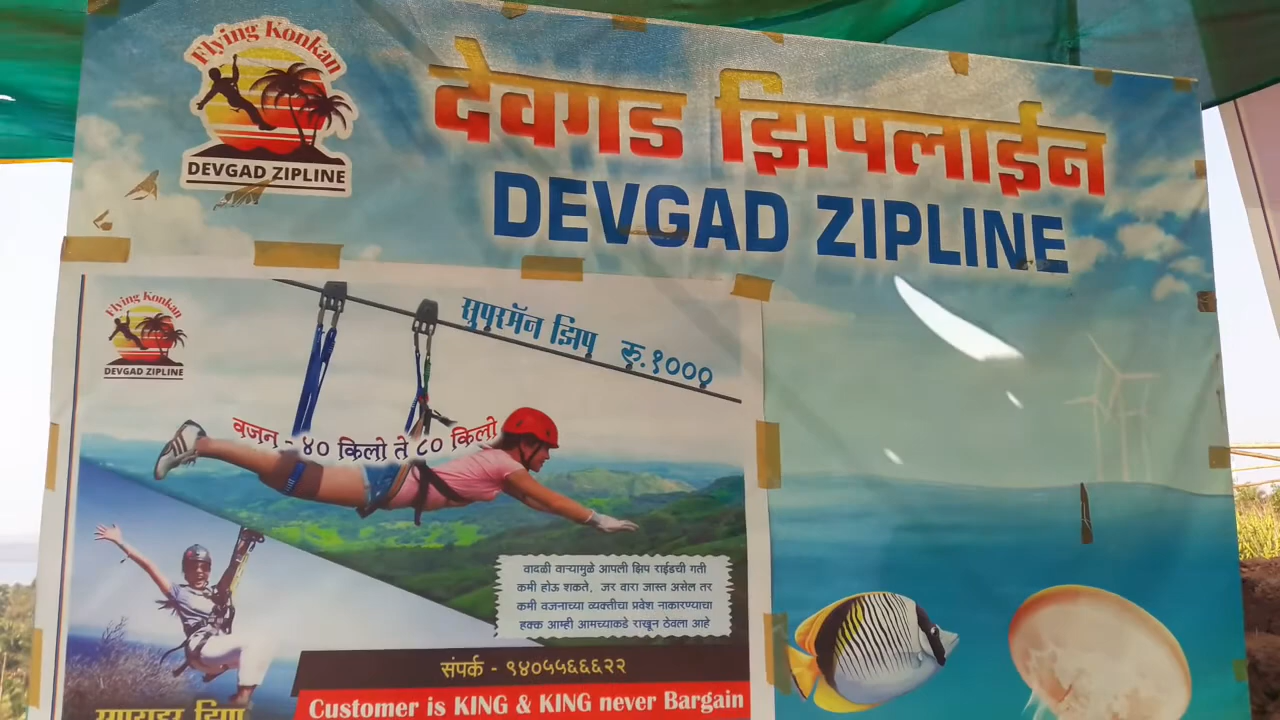 Flying Konkan
DEVGAD ZIPLINE
देवगड झिपलाईन
DEVGAD ZIPLINE
Flying Konkan
DEVGAD ZIPLINE
सुपरमॅन झिप रु.१०००
वजन - ४० किलो ते ८० किलो
वादळी वाऱ्यामुळे आपली झिप राईडची गती
कमी होऊ शकते, जर वारा जास्त असेल तर
कमी वजनाच्या व्यक्तीचा प्रवेश नाकारण्याचा
हक्क आम्ही आमच्याकडे राखून ठेवला आहे
संपर्क - ९४०५५६६६२२
Customer is KING & KING never Bargain
झिप